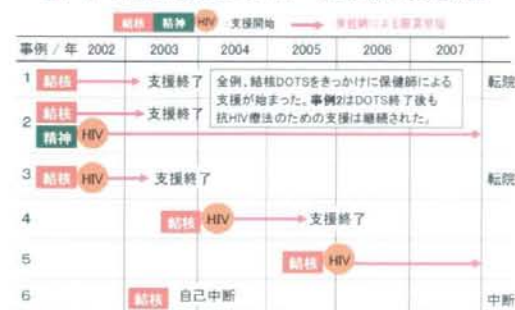 結核 精神 HIV :支援開始
事例/年 2002 2003 2004 2005 2006 2007
1 結核 支援終了 転院
全例、結核DOTSをきっかけに保健師による
支援が始まった。事例2はDOTS終了後も
抗HIV療法のための支援は継続された。
2 結核 支援終了
精神 HIV
3 結核 HIV 支援終了 転院
4 結核 HIV 支援終了
5 結核 HIV
6 結核 自己中断 中断